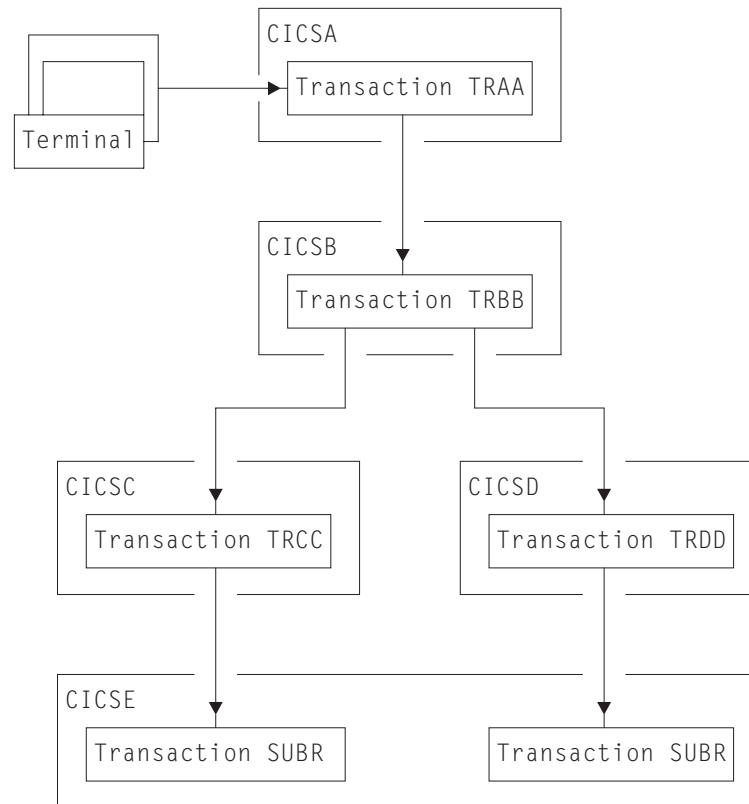 CICSA
Transaction TRAA
Terminal
CICSB
Transaction TRBB
CICSC
CICSD
Transaction TRCC
Transaction TRDD
CICSE
Transaction SUBR
Transaction SUBR